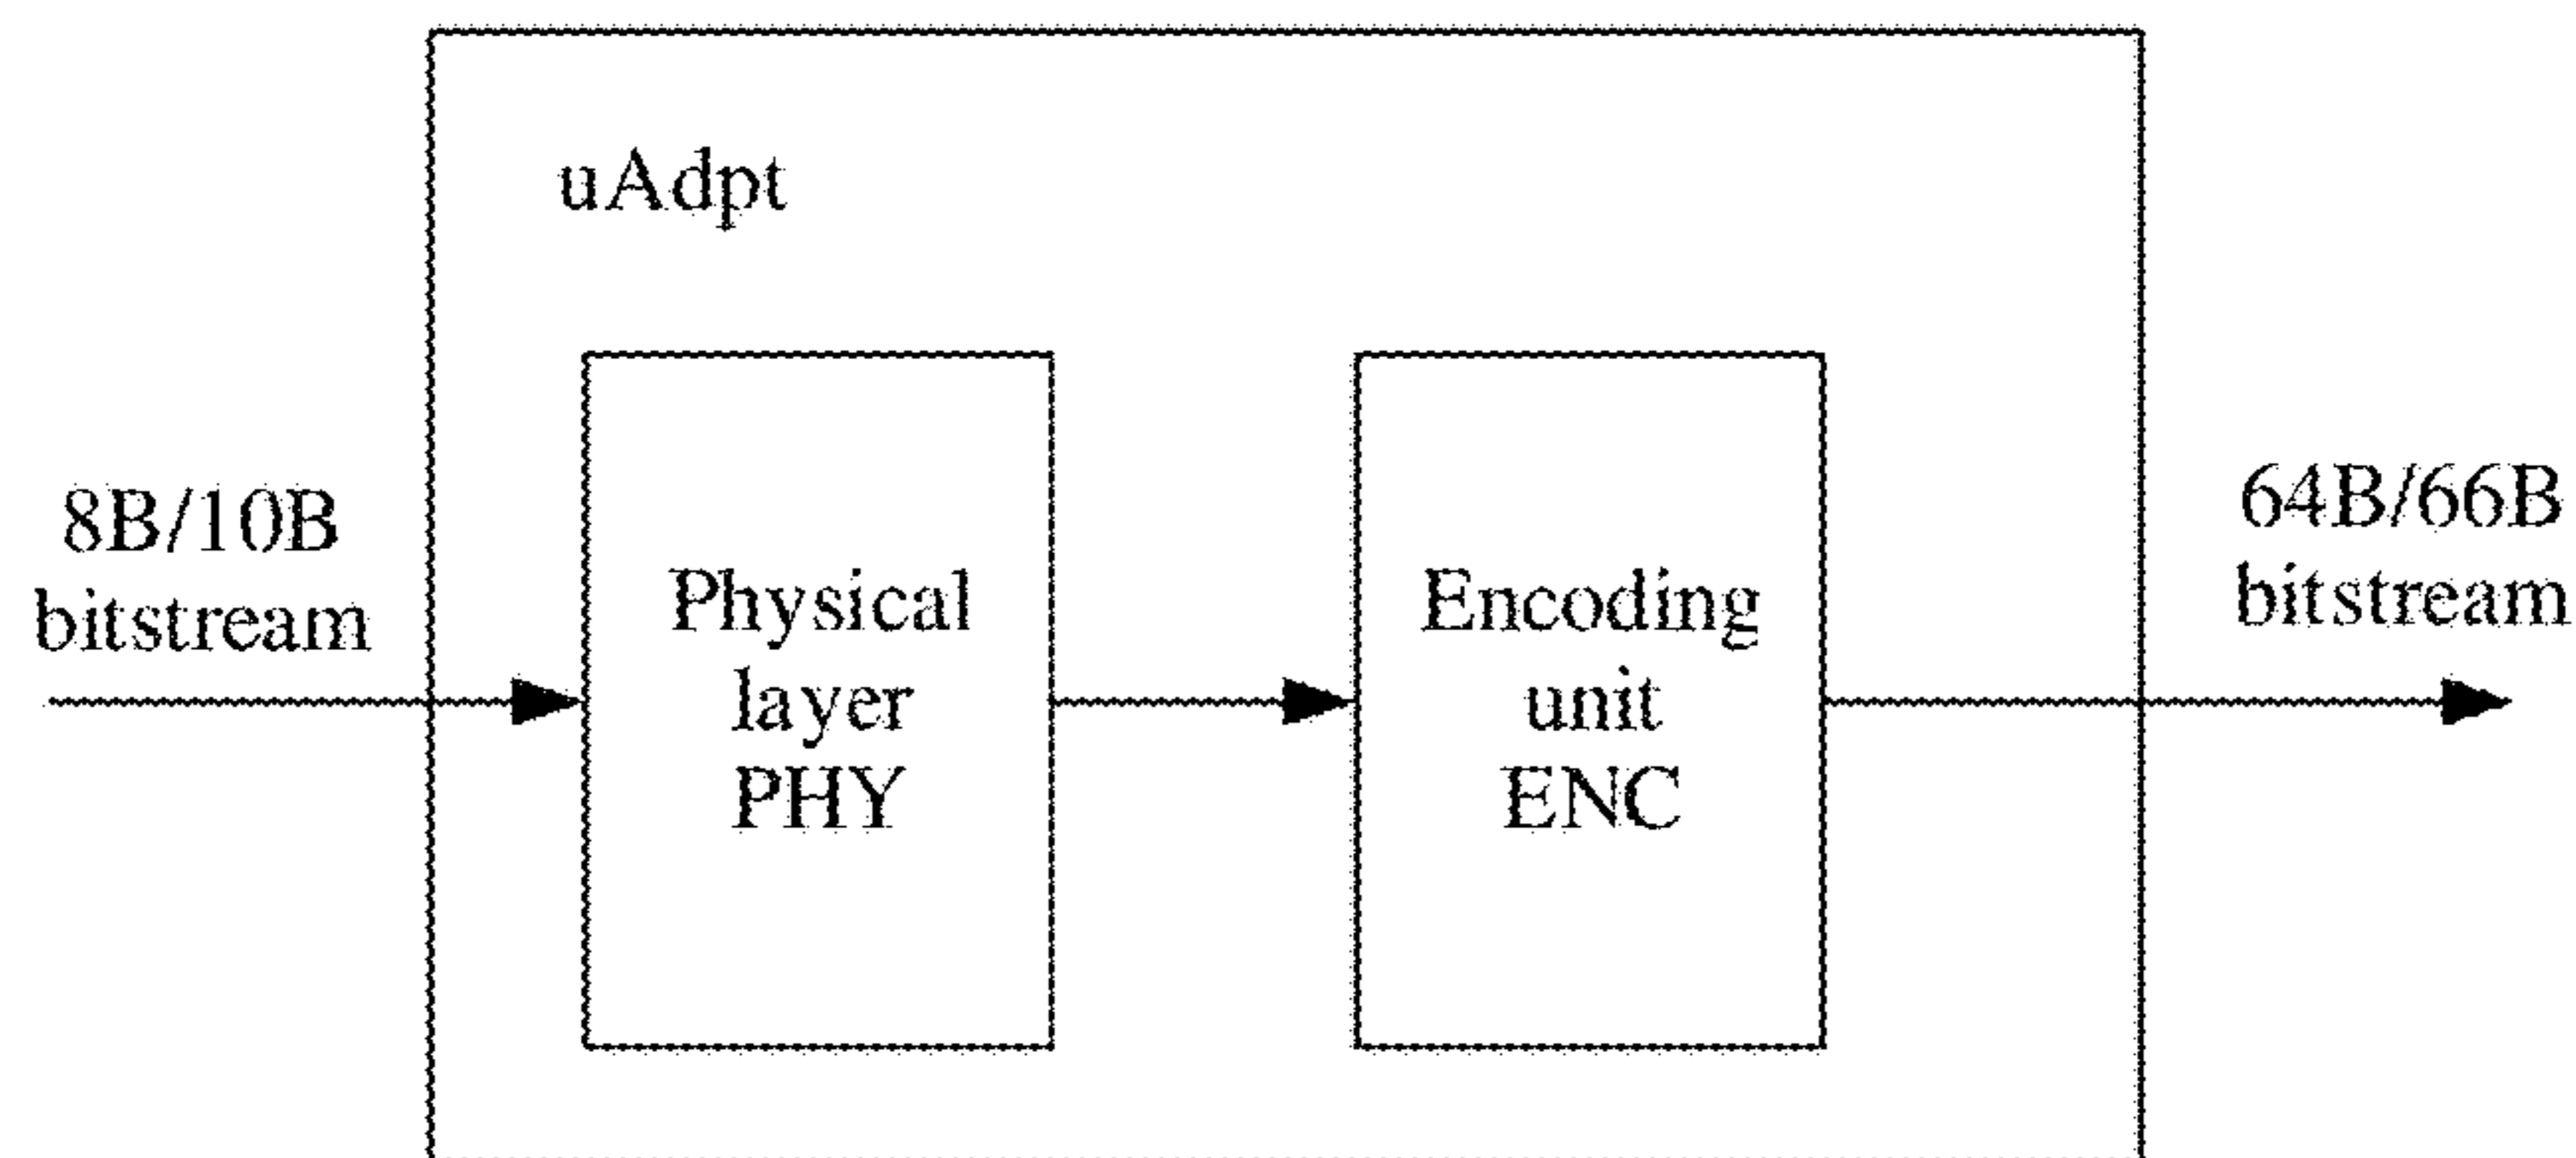 uAdpt
8B/10B
bitstream
Physical
layer
PHY
Encoding
unit
ENC
64B/66B
bitstream